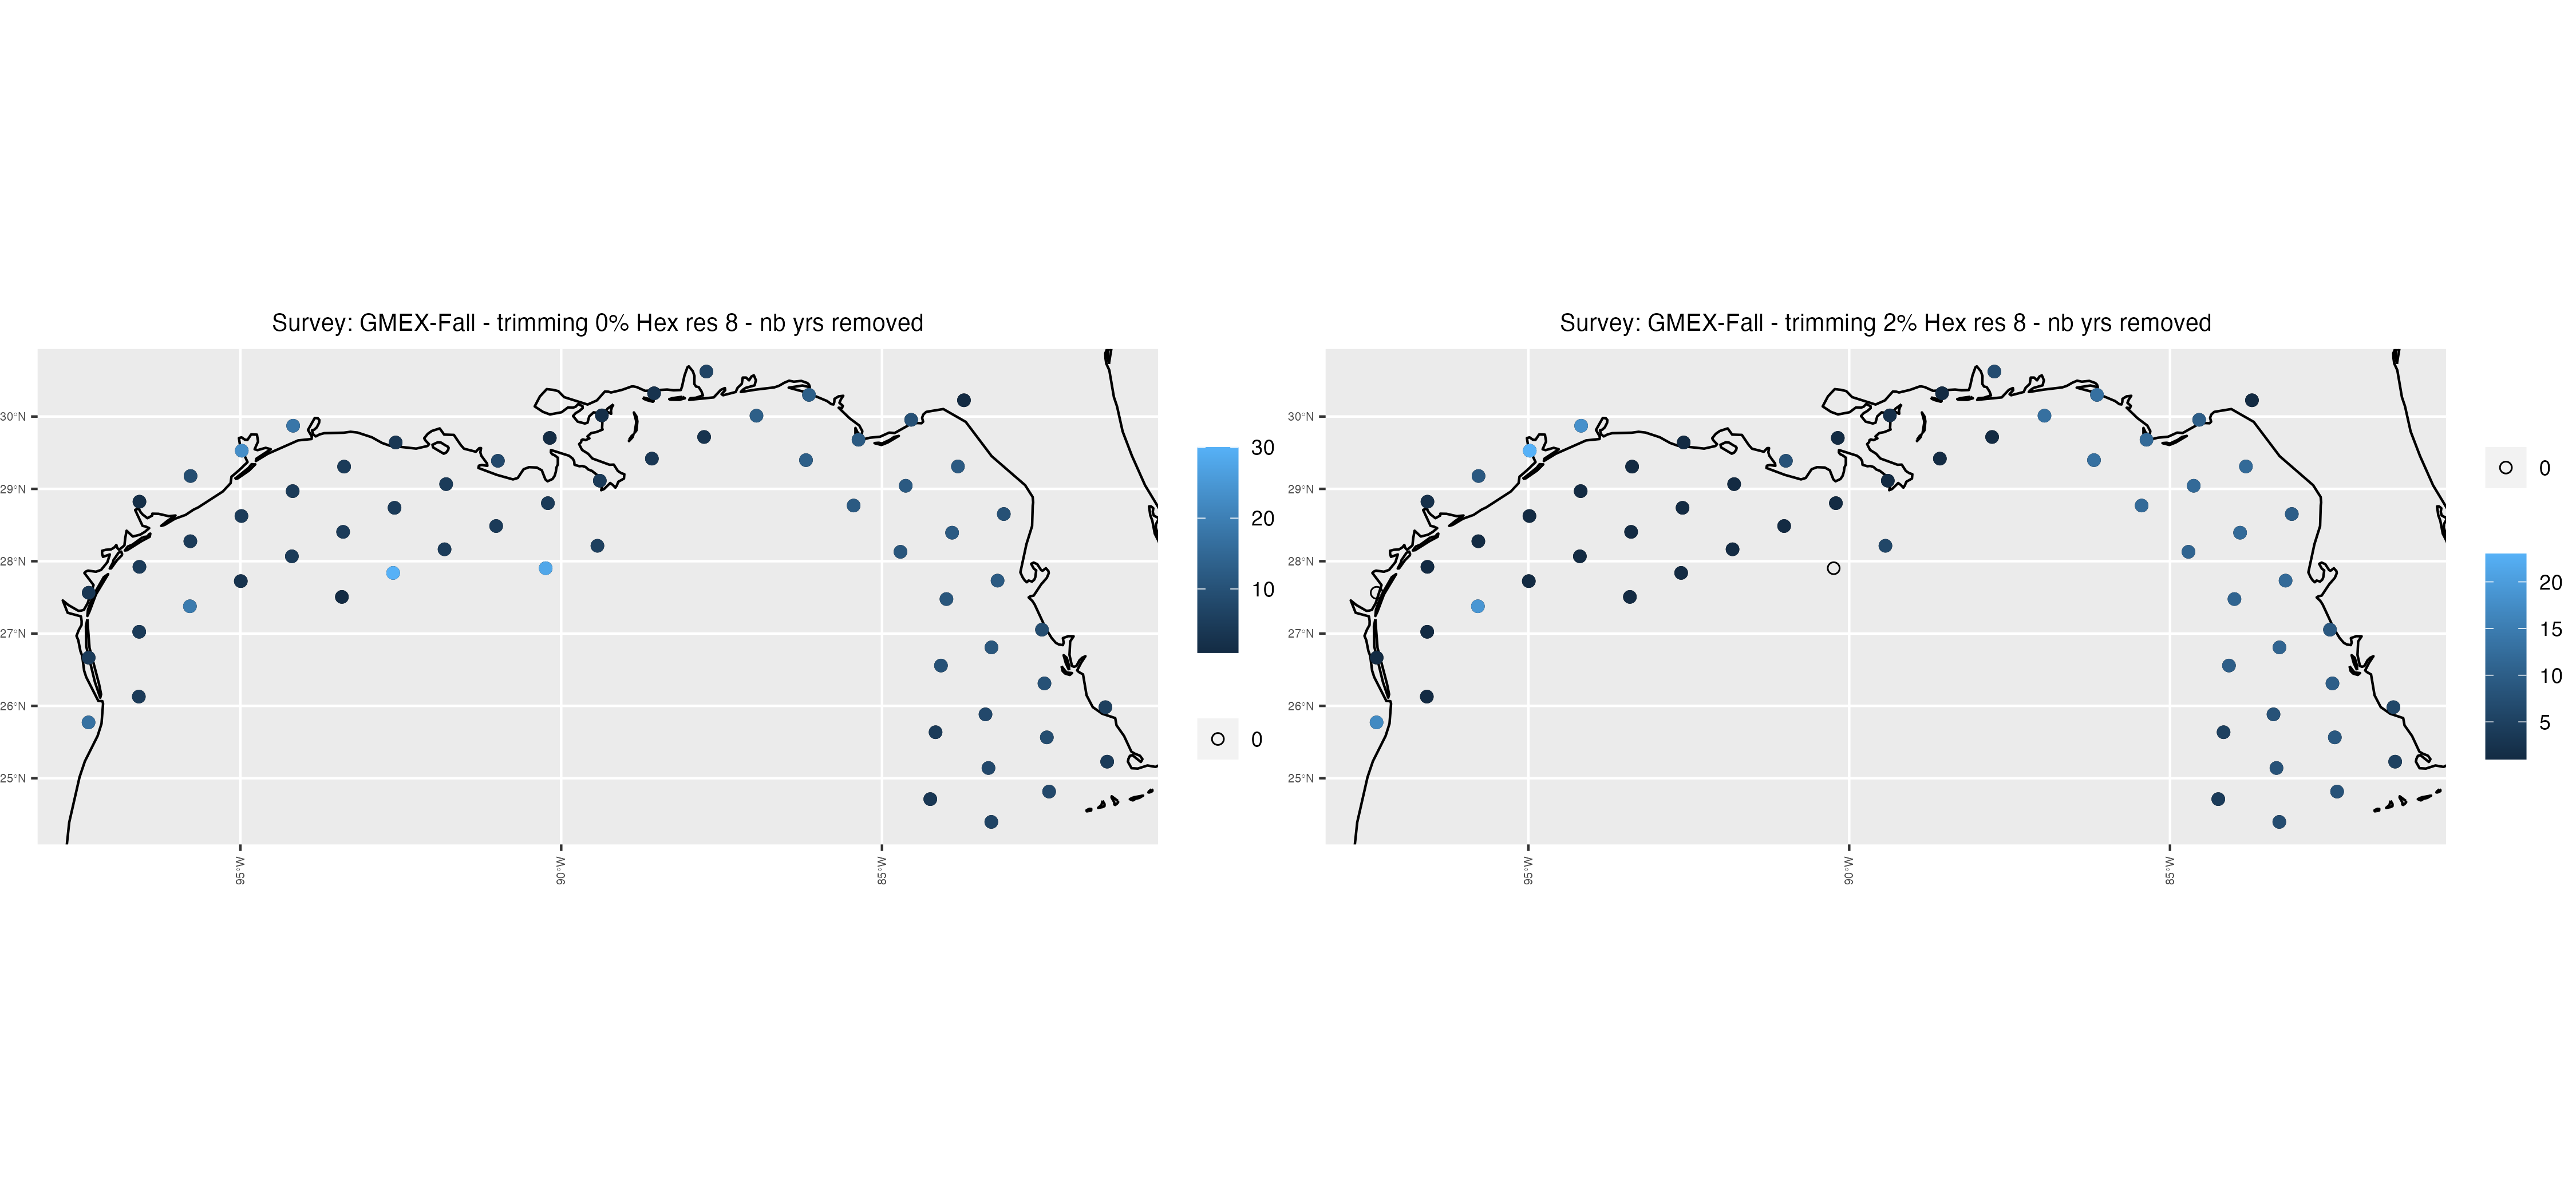 Survey: GMEX-Fall - trimming 0% Hex res 8 - nb yrs removed
30°N
29°N
28°N
27°N
26°N
25°N
95°W
90°W
85°W
30
20
10
0
Survey: GMEX-Fall - trimming 2% Hex res 8 - nb yrs removed
30°N
29°N
28°N
27°N
26°N
25°N
95°W
90°W
85°W
0
20
15
10
5